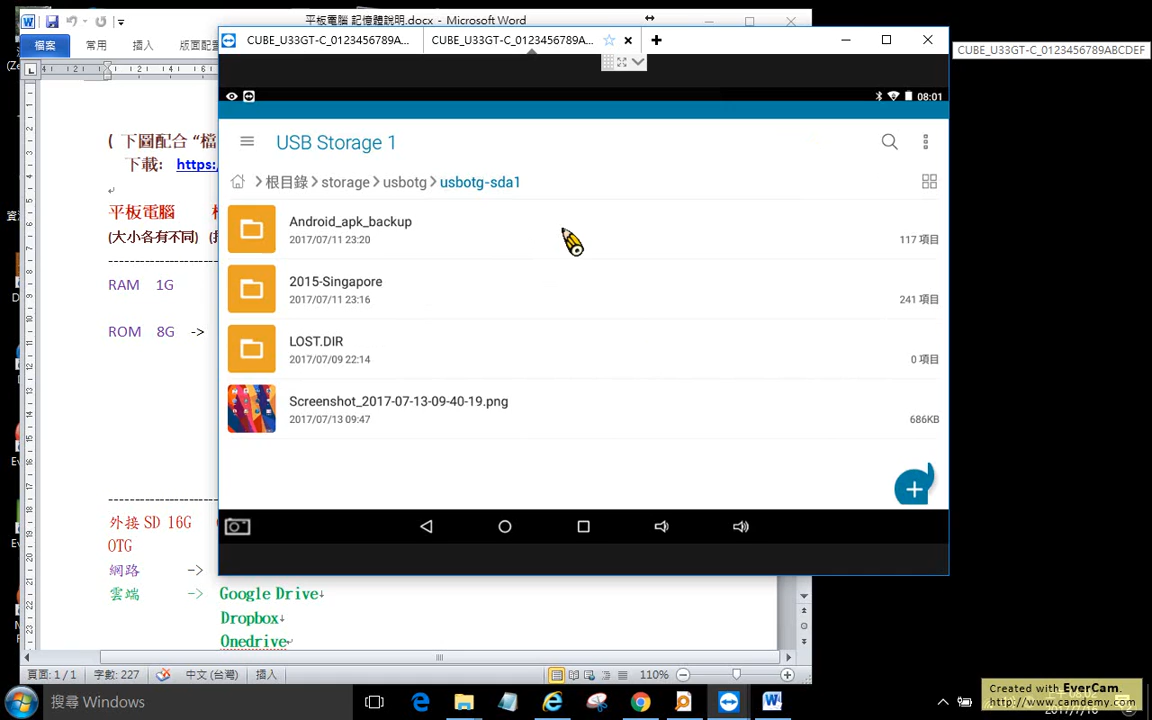 平板電腦 記憶體說明.docx - Microsoft Word
檔案 常用 插入 版面配置
CUBE_U33GT-C_0123456789A...
CUBE_U33GT-C_0123456789A...
CUBE_U33GT-C_0123456789ABCDEF
08:01
( 下圖配合 “檔
USB Storage 1
下載: https:/
根目錄 > storage > usbotg > usbotg-sda1
平板電腦
(大小各有不同)
Android_apk_backup
2017/07/11 23:20
117 項目
RAM 1G
2015-Singapore
2017/07/11 23:16
241 項目
ROM 8G ->
LOST.DIR
2017/07/09 22:14
0 項目
Screenshot_2017-07-13-09-40-19.png
2017/07/13 09:47
686KB
外接 SD 16G
OTG
網路 ->
雲端 -> Google Drive
Dropbox
Onedrive
頁面: 1/1 字數: 227 中文 (台灣) 插入 110%
搜尋 Windows
Created with EverCam.
http://www.camdemy.com